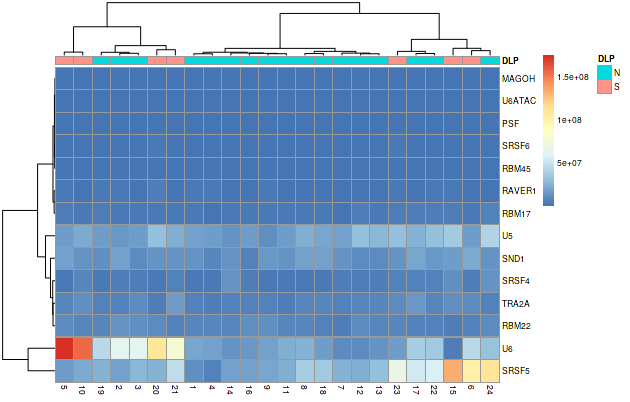 DLP
MAGOH
U6ATAC
PSF
SRSF6
RBM45
RAVER1
RBM17
U5
SND1
SRSF4
TRA2A
RBM22
U6
SRSF5
5 10 19 2 3 20 21 1 4 14 16 9 11 8 18 7 12 13 23 17 22 15 6 24
1.5e+08
1e+08
5e+07
DLP
N
S